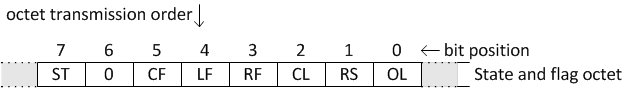 octet transmission order
7 6 5 4 3 2 1 0 ←bit position
ST 0 CF LF RF CL RS OL State and flag octet